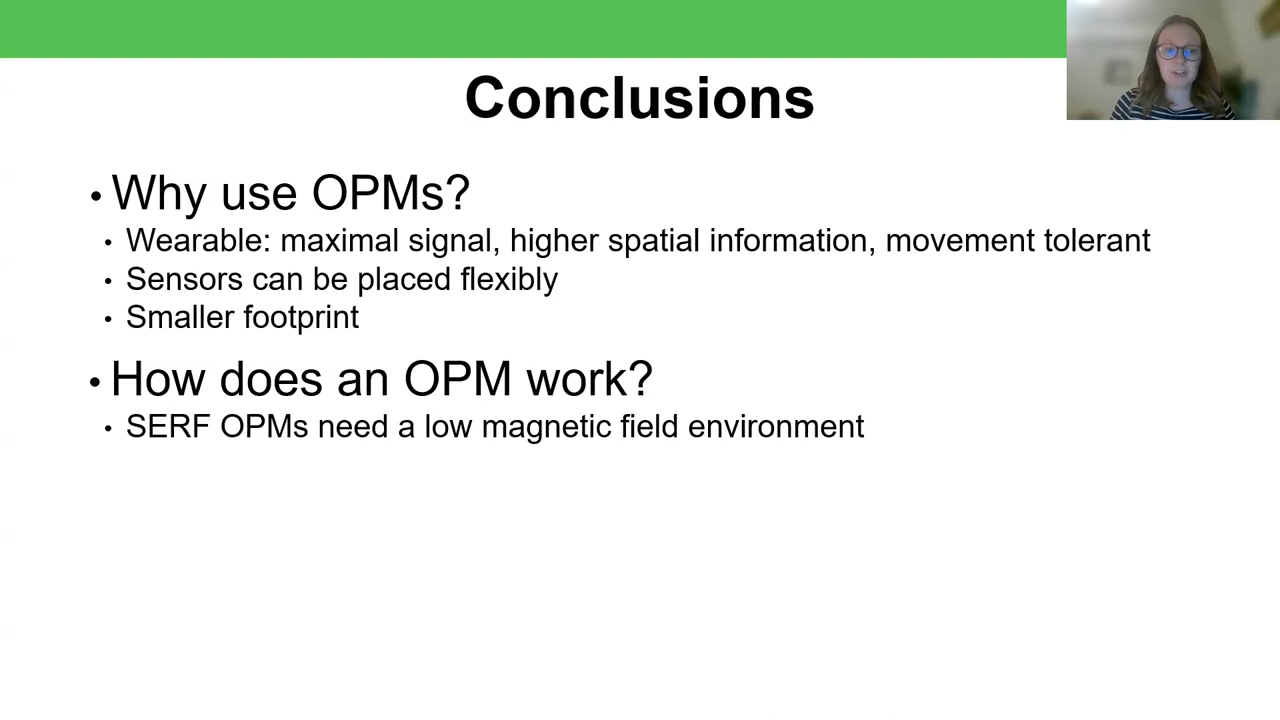 Conclusions
• Why use OPMs?
• Wearable: maximal signal, higher spatial information, movement tolerant
• Sensors can be placed flexibly
• Smaller footprint
• How does an OPM work?
• SERF OPMs need a low magnetic field environment